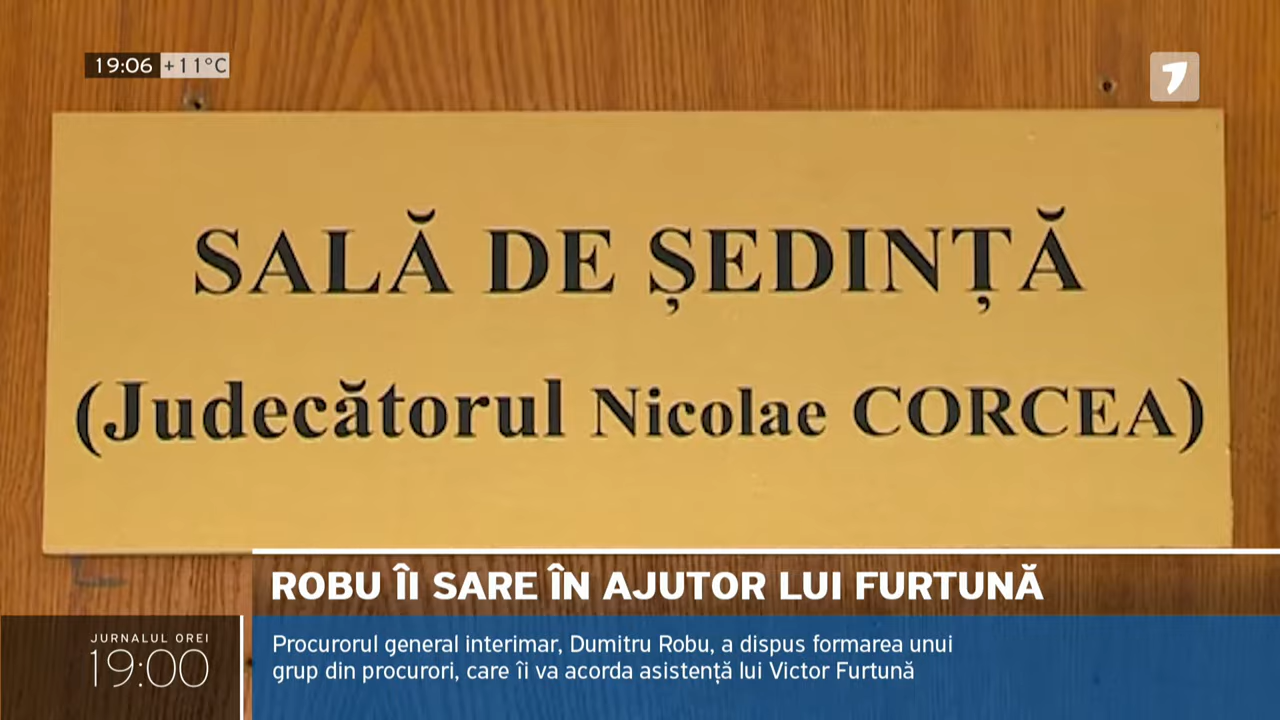 19:06 +11°C
SALĂ DE ȘEDINȚĂ
(Judecătorul Nicolae CORCEA)
ROBU ÎI SARE ÎN AJUTOR LUI FURTUNĂ
JURNALUL OREI
19:00
Procurorul general interimar, Dumitru Robu, a dispus formarea unui
grup din procurori, care îi va acorda asistență lui Victor Furtună